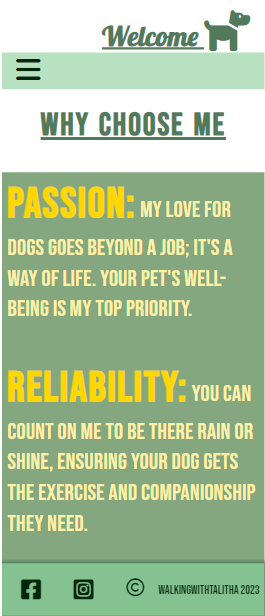 Welcome
WHY CHOOSE ME
PASSION: MY LOVE FOR
DOGS GOES BEYOND A JOB; IT'S A
WAY OF LIFE. YOUR PET'S WELL-
BEING IS MY TOP PRIORITY.
RELIABILITY: YOU CAN
COUNT ON ME TO BE THERE RAIN OR
SHINE, ENSURING YOUR DOG GETS
THE EXERCISE AND COMPANIONSHIP
THEY NEED.
© WALKINGWITHTALITHA 2023